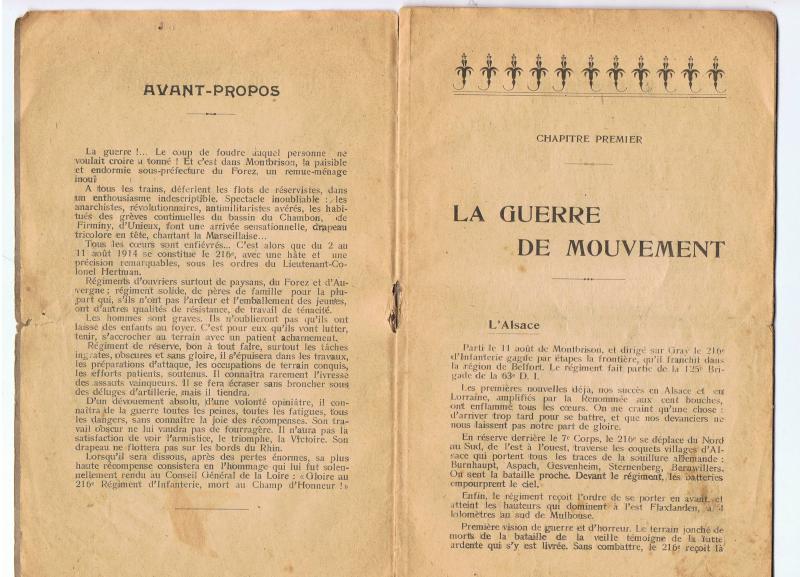 AVANT-PROPOS
La guerre !... Le coup de foudre auquel personne ne
voulait croire a tonné ! Et c'est dans Montbrison, la paisible
et endormie sous-préfecture du Forez, un remue-ménage
inouï
A tous les trains, déferlent les flots de réservistes, dans
un enthousiasme indescriptible. Spectacle inoubliable : les
anarchistes, révolutionnaires, antimilitaristes avérés, les habi-
tués des grèves continuelles du bassin du Chambon, de
Firminy, d'Unieux, font une arrivée sensationnelle, drapeau
tricolore en tête, chantant la Marseillaise...
Tous les cœurs sont enfiévrés... C'est alors que du 2 au
11 août 1914 se constitue le 216e, avec une hâte et une
précision remarquables, sous les ordres du Lieutenant-Co-
lonel Hertman.
Régiments d'ouvriers surtout de paysans, du Forez et d'Au-
vergne ; régiment solide, de pères de famille pour la plu-
part qui, s'ils n'ont pas l'ardeur et l'emballement des jeunes,
ont d'autres qualités de résistance, de travail de ténacité.
Les hommes sont graves. Ils n'oublieront pas qu'ils ont
laissé des enfants au foyer. C'est pour eux qu'ils vont lutter,
tenir, s'accrocher au terrain avec un patient acharnement.
Régiment de réserve, bon à tout faire, surtout les tâches
ingrates, obscures et sans gloire, il s'épuisera dans les travaux,
les préparations d'attaque, les occupations de terrain conquis,
les efforts patients, soutenus. Il connaîtra rarement l'ivresse
des assauts vainqueurs. Il se fera écraser sans broncher sous
des déluges d'artillerie, mais il tiendra.
D'un dévouement absolu, d'une volonté opiniâtre, il con-
naîtra de la guerre toutes les peines, toutes les fatigues, tous
les dangers, sans connaître la joie des récompenses. Son tra-
vail obscur ne lui vaudra pas de fourragère. Il n'aura pas la
satisfaction de voir l'armistice, le triomphe, la Victoire. Son
drapeau ne flottera pas sur les bords du Rhin.
Lorsqu'il sera dissous, après des pertes énormes, sa plus
haute récompense consistera en l'hommage qui lui fut solen-
nellement rendu au Conseil Général de la Loire : « Gloire au
216e Régiment d'Infanterie, mort au Champ d'Honneur ! »
CHAPITRE PREMIER
LA GUERRE
DE MOUVEMENT
L'Alsace
Parti le 11 août de Montbrison, et dirigé sur Gray le 216e
d'Infanterie gagne par étapes la frontière, qu'il franchit dans
la région de Belfort. Le régiment fait partie de la 125e Bri-
gade de la 63e D. I.
Les premières nouvelles déjà, nos succès en Alsace et en
Lorraine, amplifiés par la Renommée aux cent bouches,
ont enflammé tous les cœurs. On ne craint qu'une chose :
d'arriver trop tard pour se battre, et que nos devanciers ne
nous laissent pas notre part de gloire.
En réserve derrière le 7e Corps, le 216e se déplace du Nord
au Sud, de l'est à l'ouest, traverse les coquets villages d'Al-
sace qui portent tous les traces de la souillure allemande :
Burnhaupt, Aspach, Gesvenheim, Sternenberg, Beruwillers.
On sent la bataille proche. Devant le régiment, les batteries
empourprent le ciel.
Enfin, le régiment reçoit l'ordre de se porter en avant, et
atteint les hauteurs qui dominent à l'est Flaxlanden, à 4
kilomètres au sud de Mulhouse.
Première vision de guerre et d'horreur. Le terrain jonché de
morts de la bataille de la veille témoigne de la lutte
ardente qui s'y est livrée. Sans combattre, le 216e reçoit là